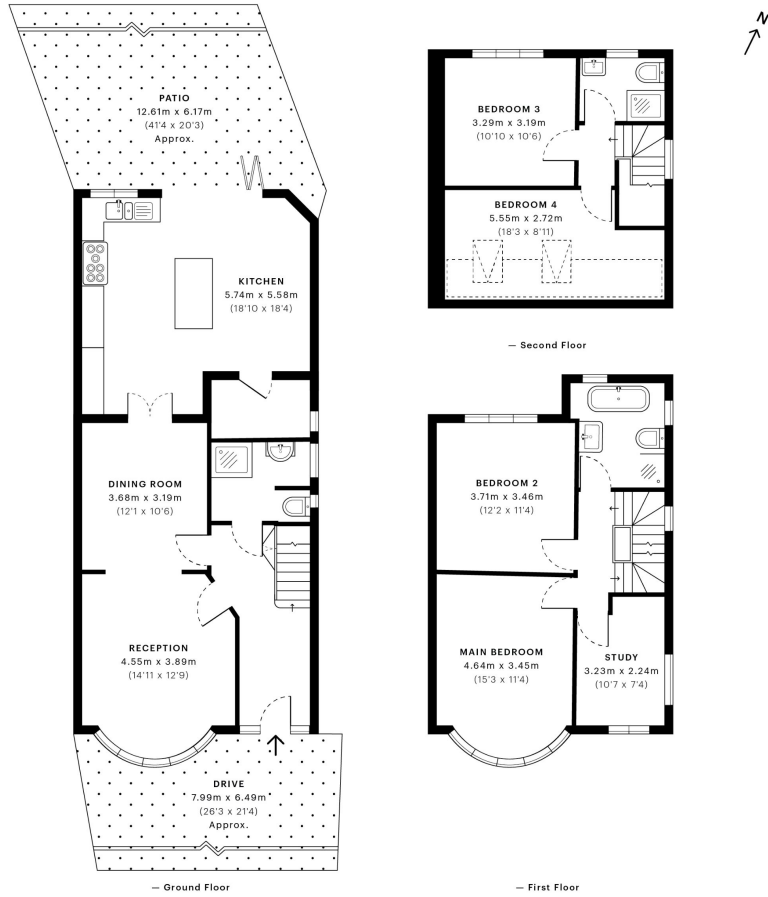 N
PATIO
12.61m x 6.17m
(41'4 x 20'3)
Approx.
KITCHEN
5.74m x 5.58m
(18'10 x 18'4)
DINING ROOM
3.68m x 3.19m
(12'1 x 10'6)
RECEPTION
4.55m x 3.89m
(14'11 x 12'9)
DRIVE
7.99m x 6.49m
(26'3 x 21'4)
Approx.
— Ground Floor
BEDROOM 3
3.29m x 3.19m
(10'10 x 10'6)
BEDROOM 4
5.55m x 2.72m
(18'3 x 8'11)
— Second Floor
BEDROOM 2
3.71m x 3.46m
(12'2 x 11'4)
MAIN BEDROOM
4.64m x 3.45m
(15'3 x 11'4)
STUDY
3.23m x 2.24m
(10'7 x 7'4)
— First Floor